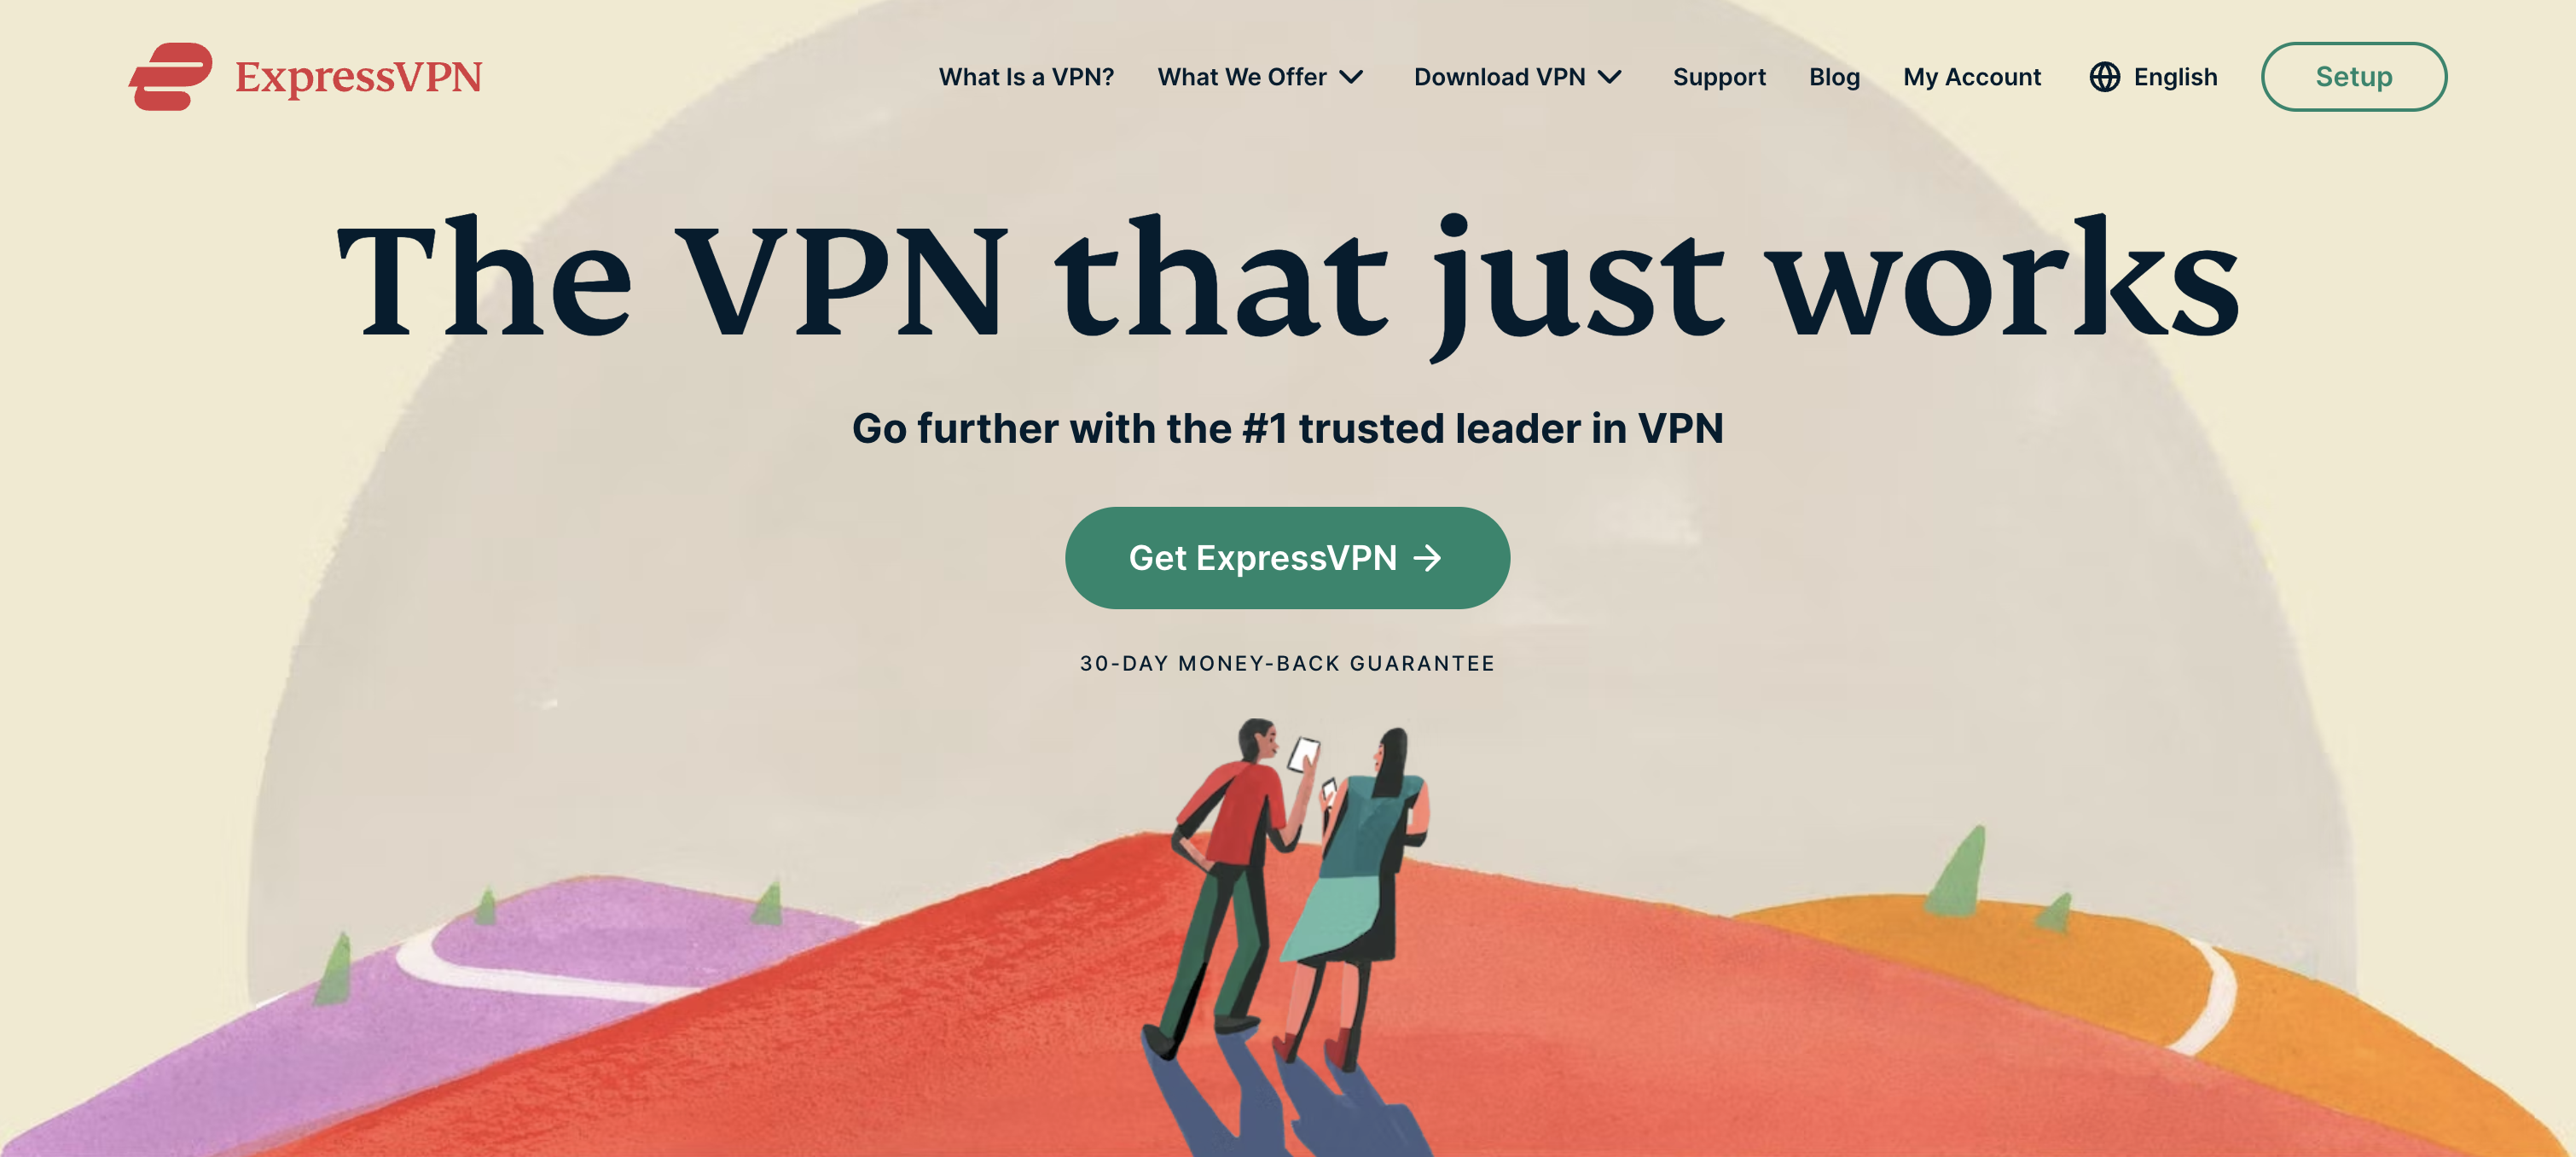 ExpressVPN
What Is a VPN? What We Offer Download VPN Support Blog My Account English Setup
The VPN that just works
Go further with the #1 trusted leader in VPN
Get ExpressVPN →
30-DAY MONEY-BACK GUARANTEE